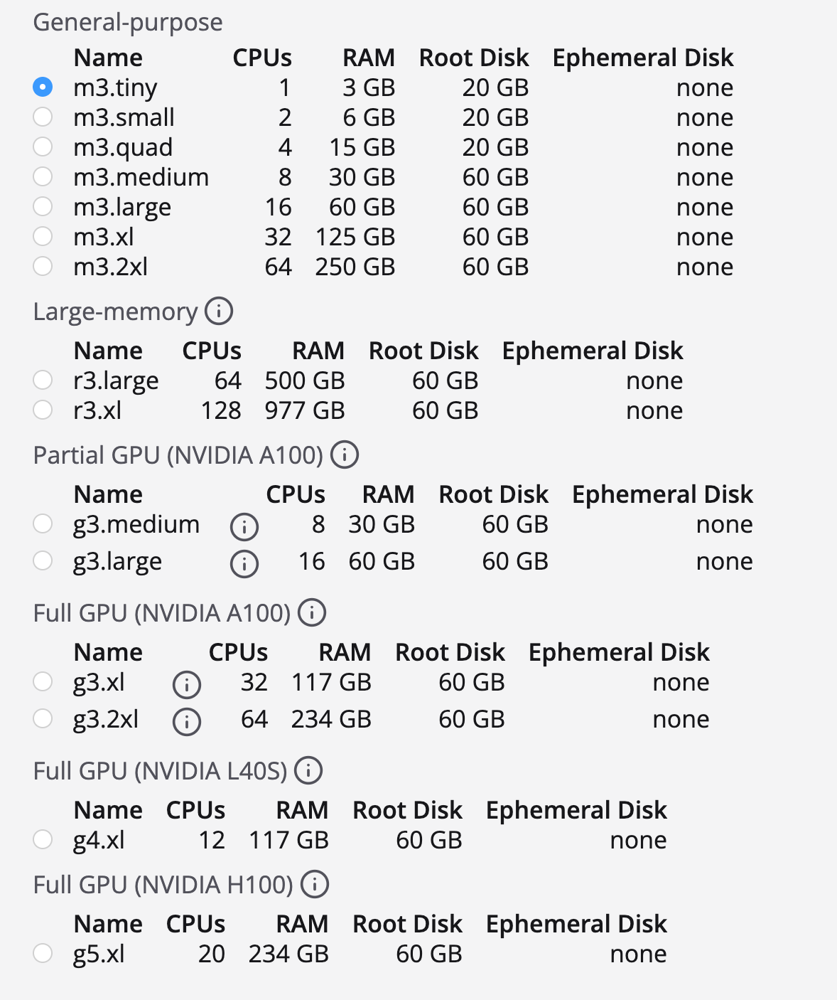 General-purpose
Name CPUs RAM Root Disk Ephemeral Disk
m3.tiny 1 3 GB 20 GB none
m3.small 2 6 GB 20 GB none
m3.quad 4 15 GB 20 GB none
m3.medium 8 30 GB 60 GB none
m3.large 16 60 GB 60 GB none
m3.xl 32 125 GB 60 GB none
m3.2xl 64 250 GB 60 GB none
Large-memory
Name CPUs RAM Root Disk Ephemeral Disk
r3.large 64 500 GB 60 GB none
r3.xl 128 977 GB 60 GB none
Partial GPU (NVIDIA A100)
Name CPUs RAM Root Disk Ephemeral Disk
g3.medium 8 30 GB 60 GB none
g3.large 16 60 GB 60 GB none
Full GPU (NVIDIA A100)
Name CPUs RAM Root Disk Ephemeral Disk
g3.xl 32 117 GB 60 GB none
g3.2xl 64 234 GB 60 GB none
Full GPU (NVIDIA L40S)
Name CPUs RAM Root Disk Ephemeral Disk
g4.xl 12 117 GB 60 GB none
Full GPU (NVIDIA H100)
Name CPUs RAM Root Disk Ephemeral Disk
g5.xl 20 234 GB 60 GB none